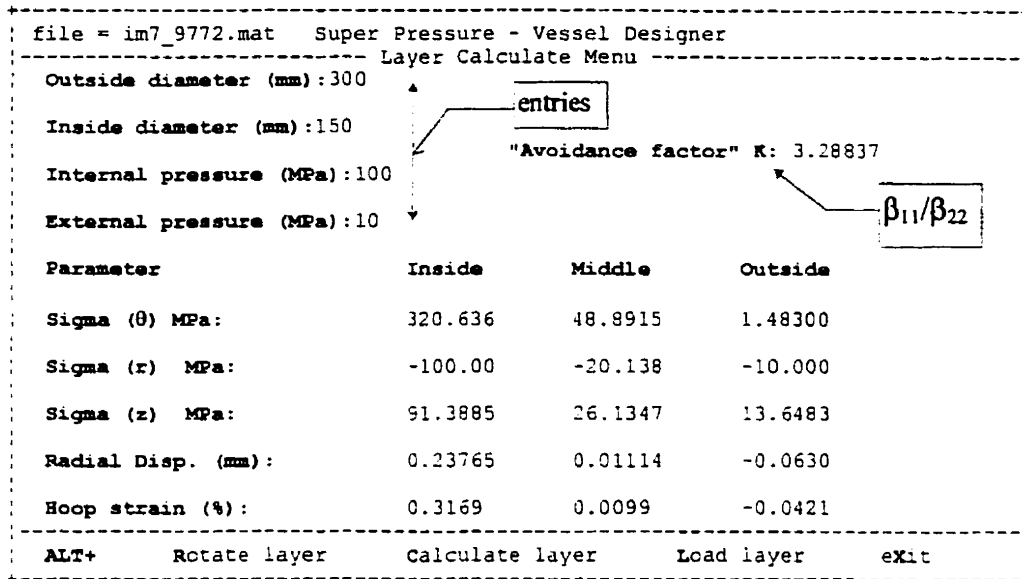 file = im7_9772.mat Super Pressure - Vessel Designer
Layer Calculate Menu
Outside diameter (mm):300
entries
Inside diameter (mm):150
"Avoidance factor" K: 3.28837
Internal pressure (MPa):100
β11/β22
External pressure (MPa):10
Parameter Inside Middle Outside
Sigma (θ) MPa: 320.636 48.8915 1.48300
Sigma (r) MPa: -100.00 -20.138 -10.000
Sigma (z) MPa: 91.3885 26.1347 13.6483
Radial Disp. (mm): 0.23765 0.01114 -0.0630
Hoop strain (%): 0.3169 0.0099 -0.0421
ALT+ Rotate layer Calculate layer Load layer eXit